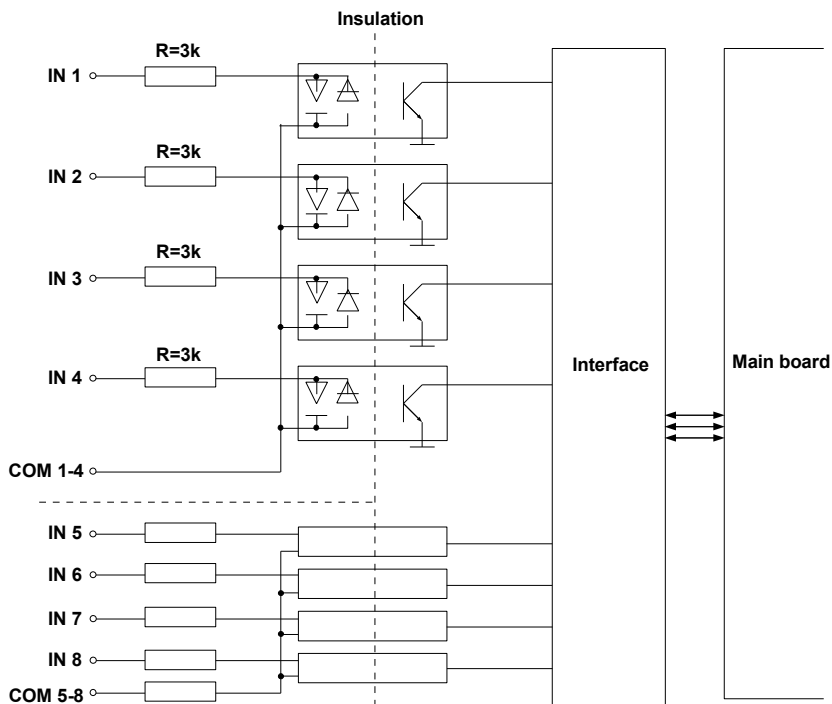 Insulation
R=3k
IN 1
R=3k
IN 2
R=3k
IN 3
R=3k
IN 4
Interface
Main board
COM 1-4
IN 5
IN 6
IN 7
IN 8
COM 5-8